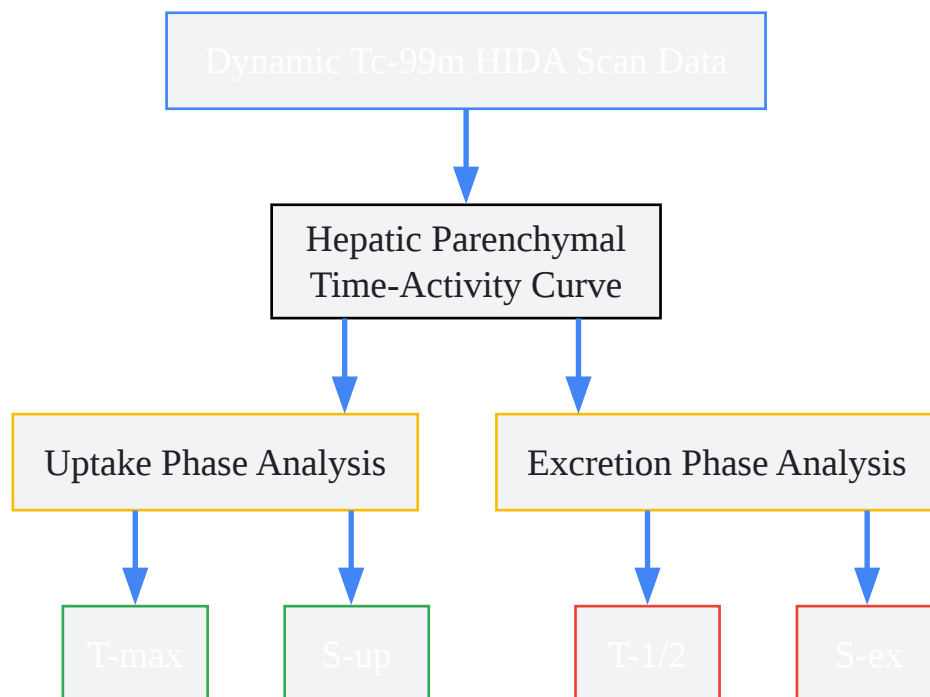 Dynamic Tc-99m HIDA Scan Data
Hepatic Parenchymal
Time-Activity Curve
Uptake Phase Analysis
Excretion Phase Analysis
T-max
S-up
T-1/2
S-ex